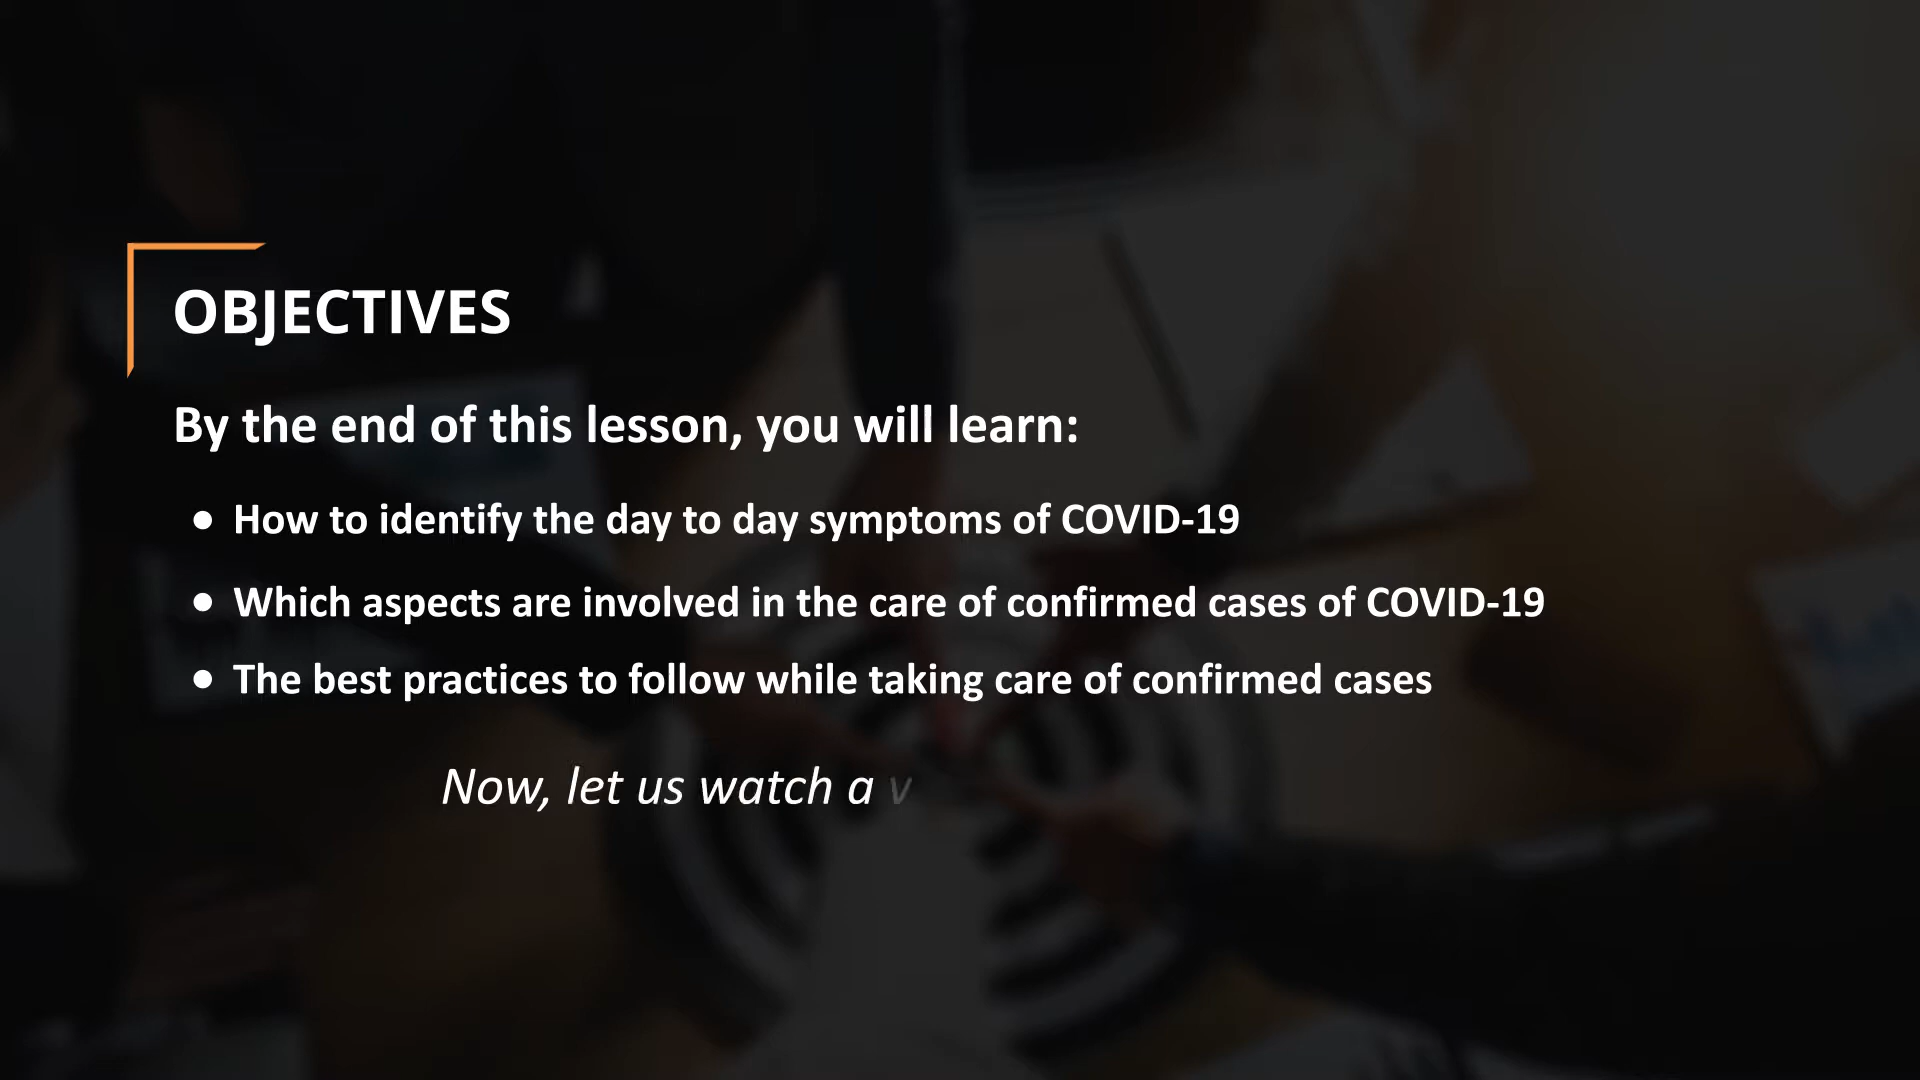 OBJECTIVES
By the end of this lesson, you will learn:
● How to identify the day to day symptoms of COVID-19
● Which aspects are involved in the care of confirmed cases of COVID-19
● The best practices to follow while taking care of confirmed cases
Now, let us watch a v